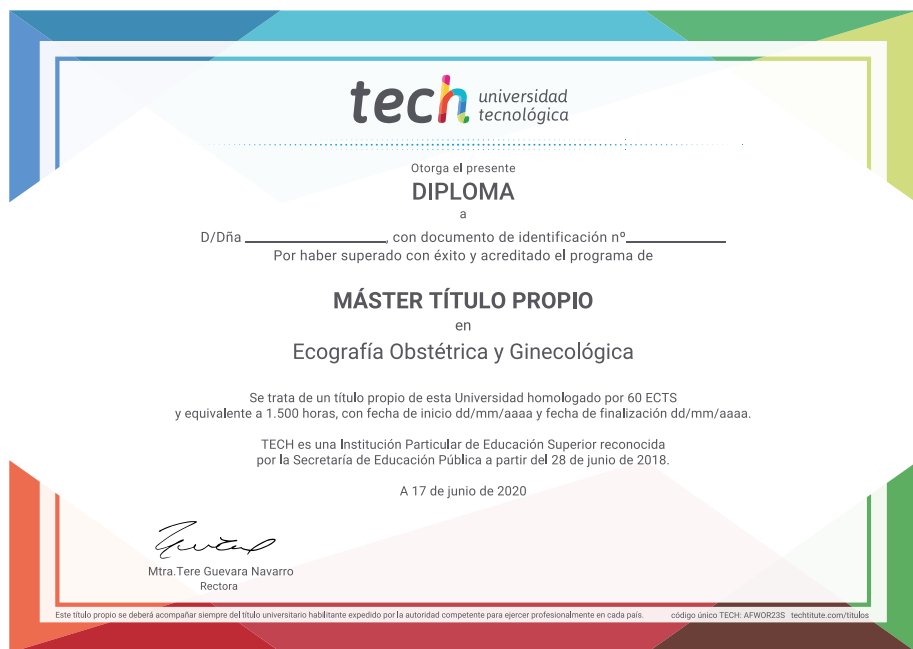 tech universidad
tecnológica
Otorga el presente
DIPLOMA
a
D/Dña ________________, con documento de identificación nº____________
Por haber superado con éxito y acreditado el programa de
MÁSTER TÍTULO PROPIO
en
Ecografía Obstétrica y Ginecológica
Se trata de un título propio de esta Universidad homologado por 60 ECTS
y equivalente a 1.500 horas, con fecha de inicio dd/mm/aaaa y fecha de finalización dd/mm/aaaa.
TECH es una Institución Particular de Educación Superior reconocida
por la Secretaría de Educación Pública a partir del 28 de junio de 2018.
A 17 de junio de 2020
Mtra.Tere Guevara Navarro
Rectora
Este título propio se deberá acompañar siempre del título universitario habilitante expedido por la autoridad competente para ejercer profesionalmente en cada país. código único TECH: AFWOR23S techtitute.com/titulos